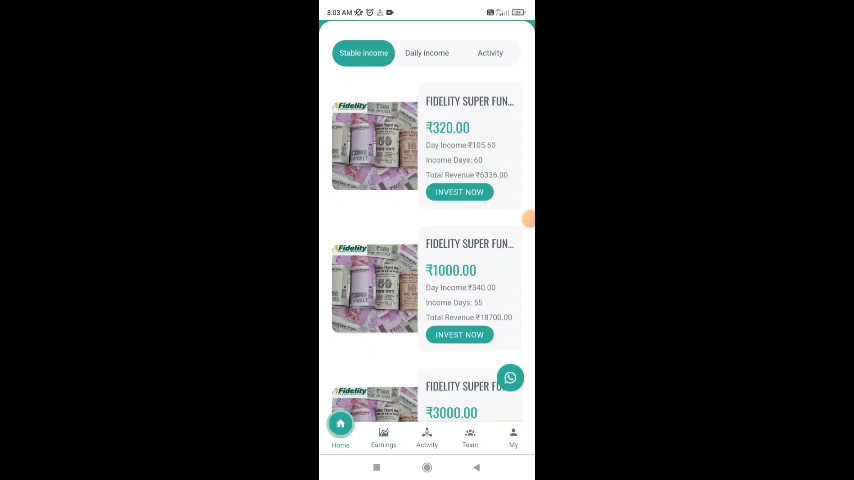 8:03 AM
Stable income
Daily income
Activity
Fidelity
FIDELITY SUPER FUN...
₹320.00
Day Income:₹105.60
Income Days: 60
Total Revenue:₹6336.00
INVEST NOW
Fidelity
FIDELITY SUPER FUN...
₹1000.00
Day Income:₹340.00
Income Days: 55
Total Revenue:₹18700.00
INVEST NOW
Fidelity
FIDELITY SUPER FU
₹3000.00
Home
Earnings
Activity
Team
My